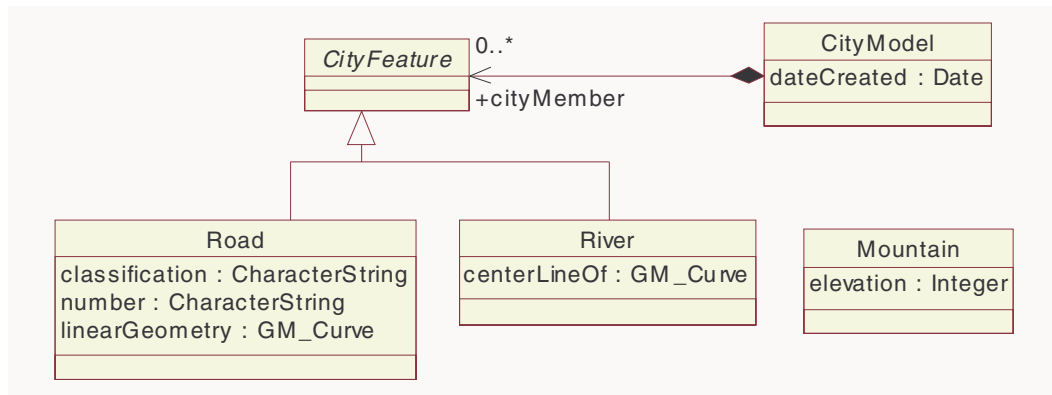 CityFeature
0..*
+cityMember
CityModel
dateCreated : Date
Road
classification : CharacterString
number : CharacterString
linearGeometry : GM_Curve
River
centerLineOf : GM_Curve
Mountain
elevation : Integer